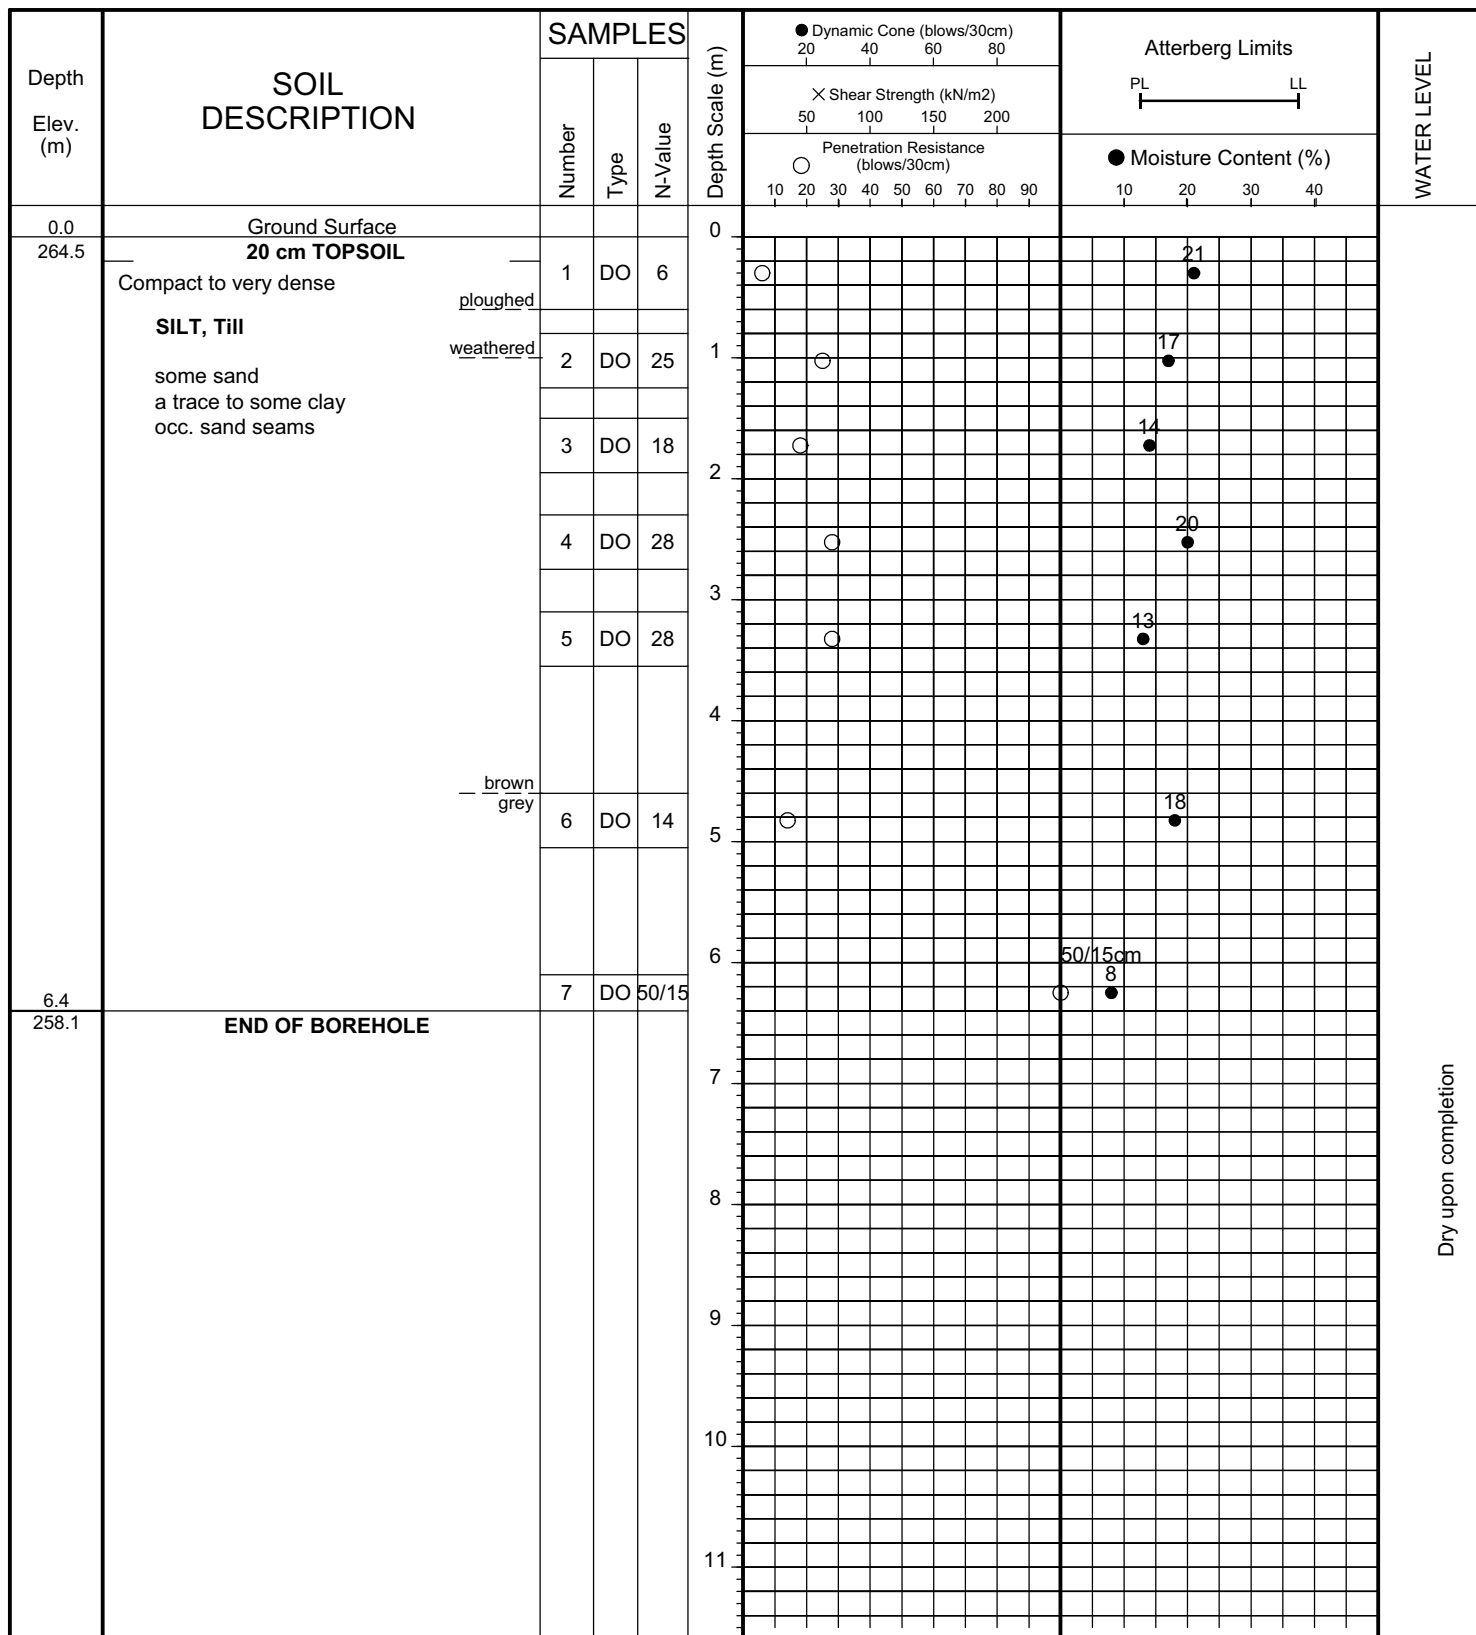 Depth
Elev.
(m)
SOIL
DESCRIPTION
SAMPLES
Number
Type
N-Value
Depth Scale (m)
● Dynamic Cone (blows/30cm)
20 40 60 80
× Shear Strength (kN/m2)
50 100 150 200
○ Penetration Resistance
(blows/30cm)
10 20 30 40 50 60 70 80 90
Atterberg Limits
PL LL
● Moisture Content (%)
10 20 30 40
WATER LEVEL
0.0 Ground Surface 0
264.5 20 cm TOPSOIL
21
1 DO 6
Compact to very dense
ploughed
SILT, Till
weathered 1 17
2 DO 25
some sand
a trace to some clay
occ. sand seams
14
3 DO 18
2
20
4 DO 28
3
13
5 DO 28
4
brown
grey
18
6 DO 14
5
6 50/15cm
8
7 DO 50/15
6.4
258.1 END OF BOREHOLE
7
8
9
10
11
Dry upon completion